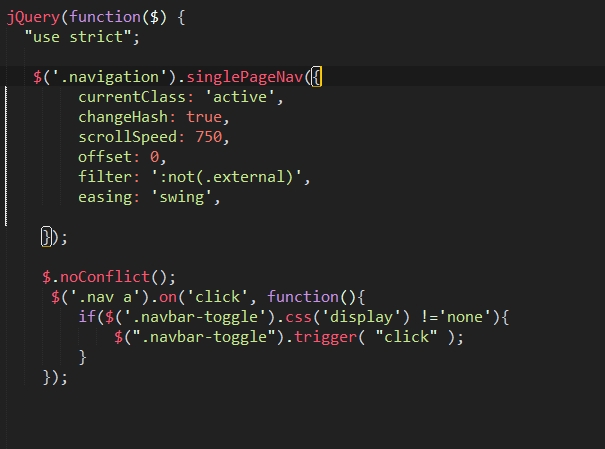 jQuery(function($) {
"use strict";
$('.navigation').singlePageNav({
currentClass: 'active',
changeHash: true,
scrollSpeed: 750,
offset: 0,
filter: ':not(.external)',
easing: 'swing',
});
$.noConflict();
$('.nav a').on('click', function(){
if($('.navbar-toggle').css('display') !='none'){
$(".navbar-toggle").trigger( "click" );
}
});